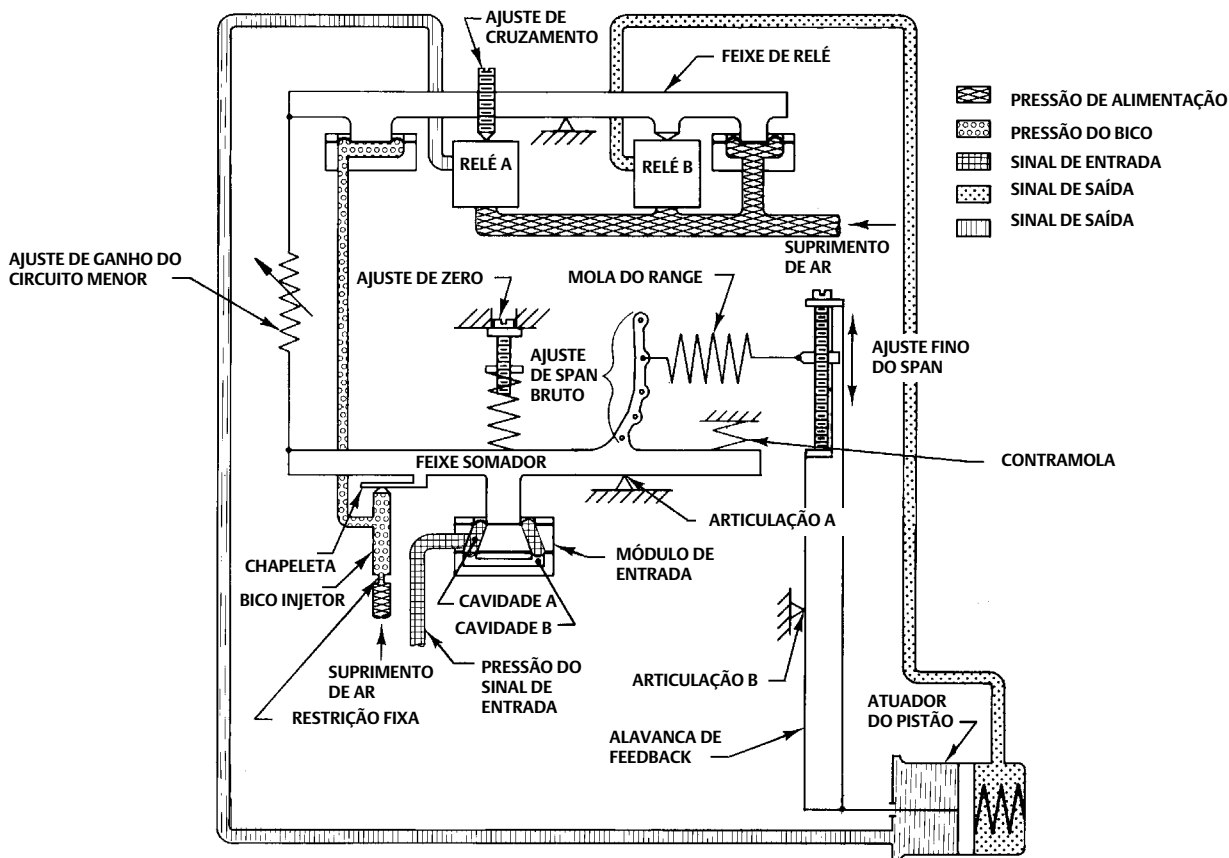 AJUSTE DE
CRUZAMENTO
FEIXE DE RELÉ
PRESSÃO DE ALIMENTAÇÃO
PRESSÃO DO BICO
SINAL DE ENTRADA
SINAL DE SAÍDA
SINAL DE SAÍDA
RELÉ A
RELÉ B
SUPRIMENTO
DE AR
AJUSTE DE GANHO DO
CIRCUITO MENOR
AJUSTE DE ZERO
MOLA DO RANGE
AJUSTE
DE SPAN
BRUTO
AJUSTE FINO
DO SPAN
FEIXE SOMADOR
CONTRAMOLA
ARTICULAÇÃO A
CHAPELETA
BICO INJETOR
MÓDULO DE
ENTRADA
CAVIDADE A
CAVIDADE B
SUPRIMENTO
DE AR
RESTRIÇÃO FIXA
PRESSÃO DO
SINAL DE
ENTRADA
ARTICULAÇÃO B
ATUADOR
DO PISTÃO
ALAVANCA DE
FEEDBACK